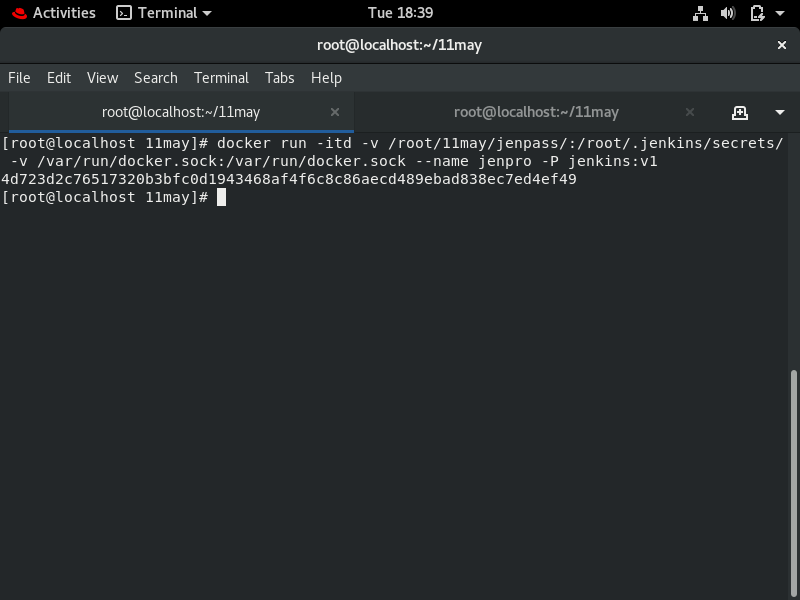 Activities Terminal Tue 18:39
root@localhost:~/11may
File Edit View Search Terminal Tabs Help
root@localhost:~/11may root@localhost:~/11may
[root@localhost 11may]# docker run -itd -v /root/11may/jenpass/:/root/.jenkins/secrets/
-v /var/run/docker.sock:/var/run/docker.sock --name jenpro -P jenkins:v1
4d723d2c76517320b3bfc0d1943468af4f6c8c86aecd489ebad838ec7ed4ef49
[root@localhost 11may]#